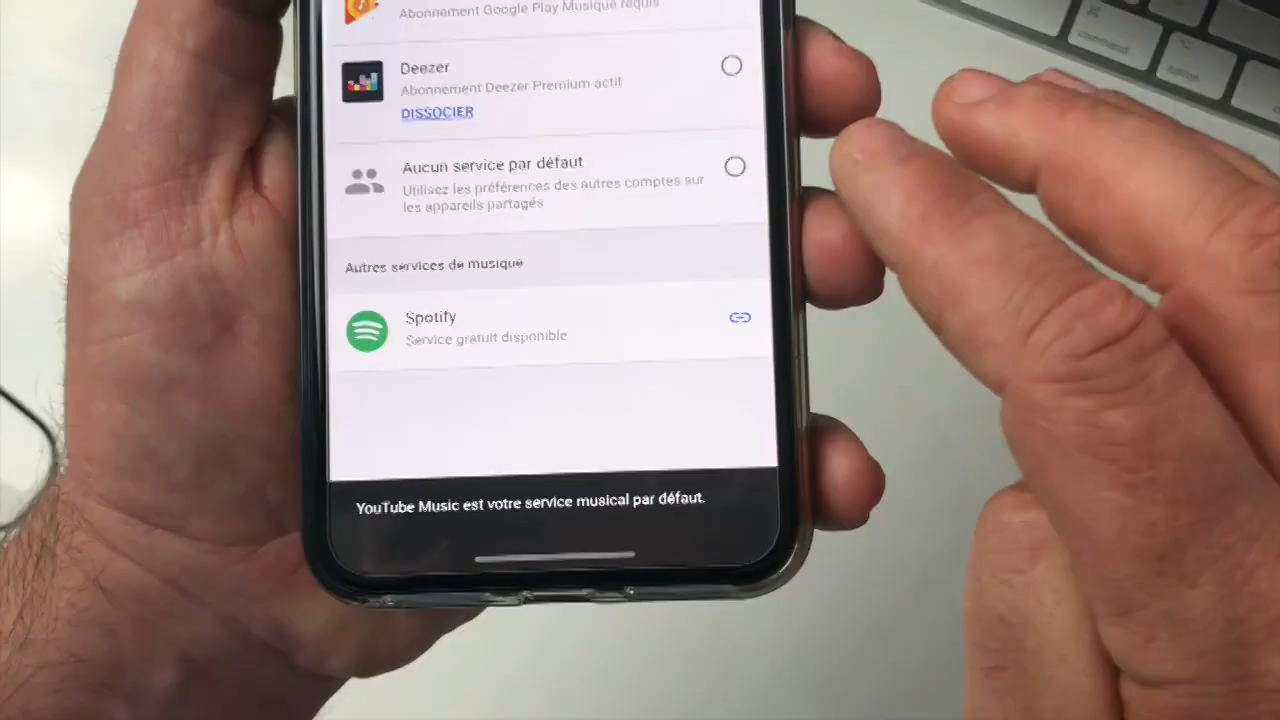 Abonnement Google Play Musique requis
Deezer
Abonnement Deezer Premium actif
DISSOCIER
Aucun service par défaut
Utilisez les préférences des autres comptes sur
les appareils partagés
Autres services de musique
Spotify
Service gratuit disponible
YouTube Music est votre service musical par défaut.
command
option